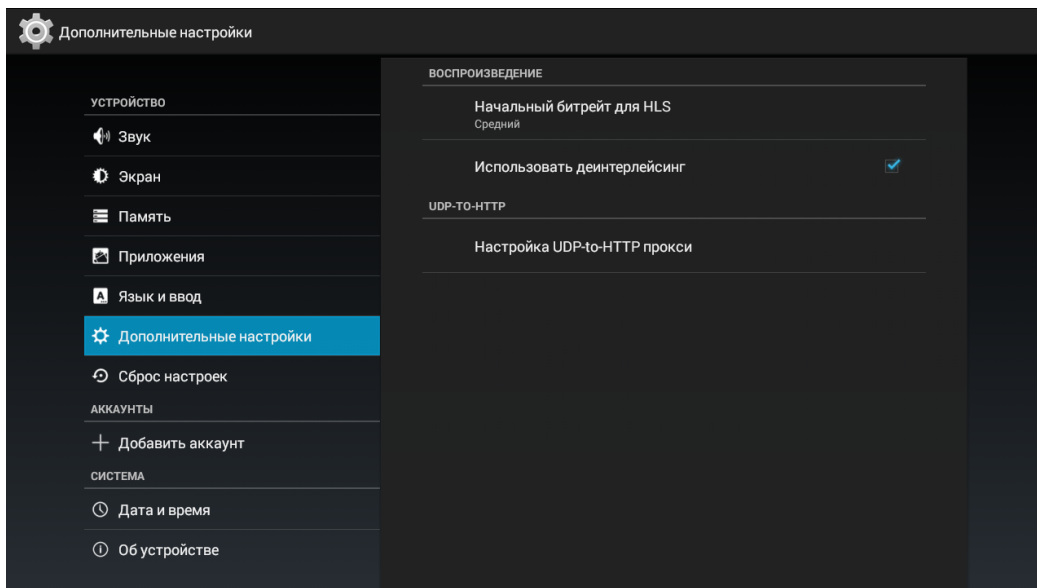 Дополнительные настройки
УСТРОЙСТВО
Звук
Экран
Память
Приложения
Язык и ввод
Дополнительные настройки
Сброс настроек
АККАУНТЫ
Добавить аккаунт
СИСТЕМА
Дата и время
Об устройстве
ВОСПРОИЗВЕДЕНИЕ
Начальный битрейт для HLS
Средний
Использовать деинтерлейсинг
UDP-TO-HTTP
Настройка UDP-to-HTTP прокси